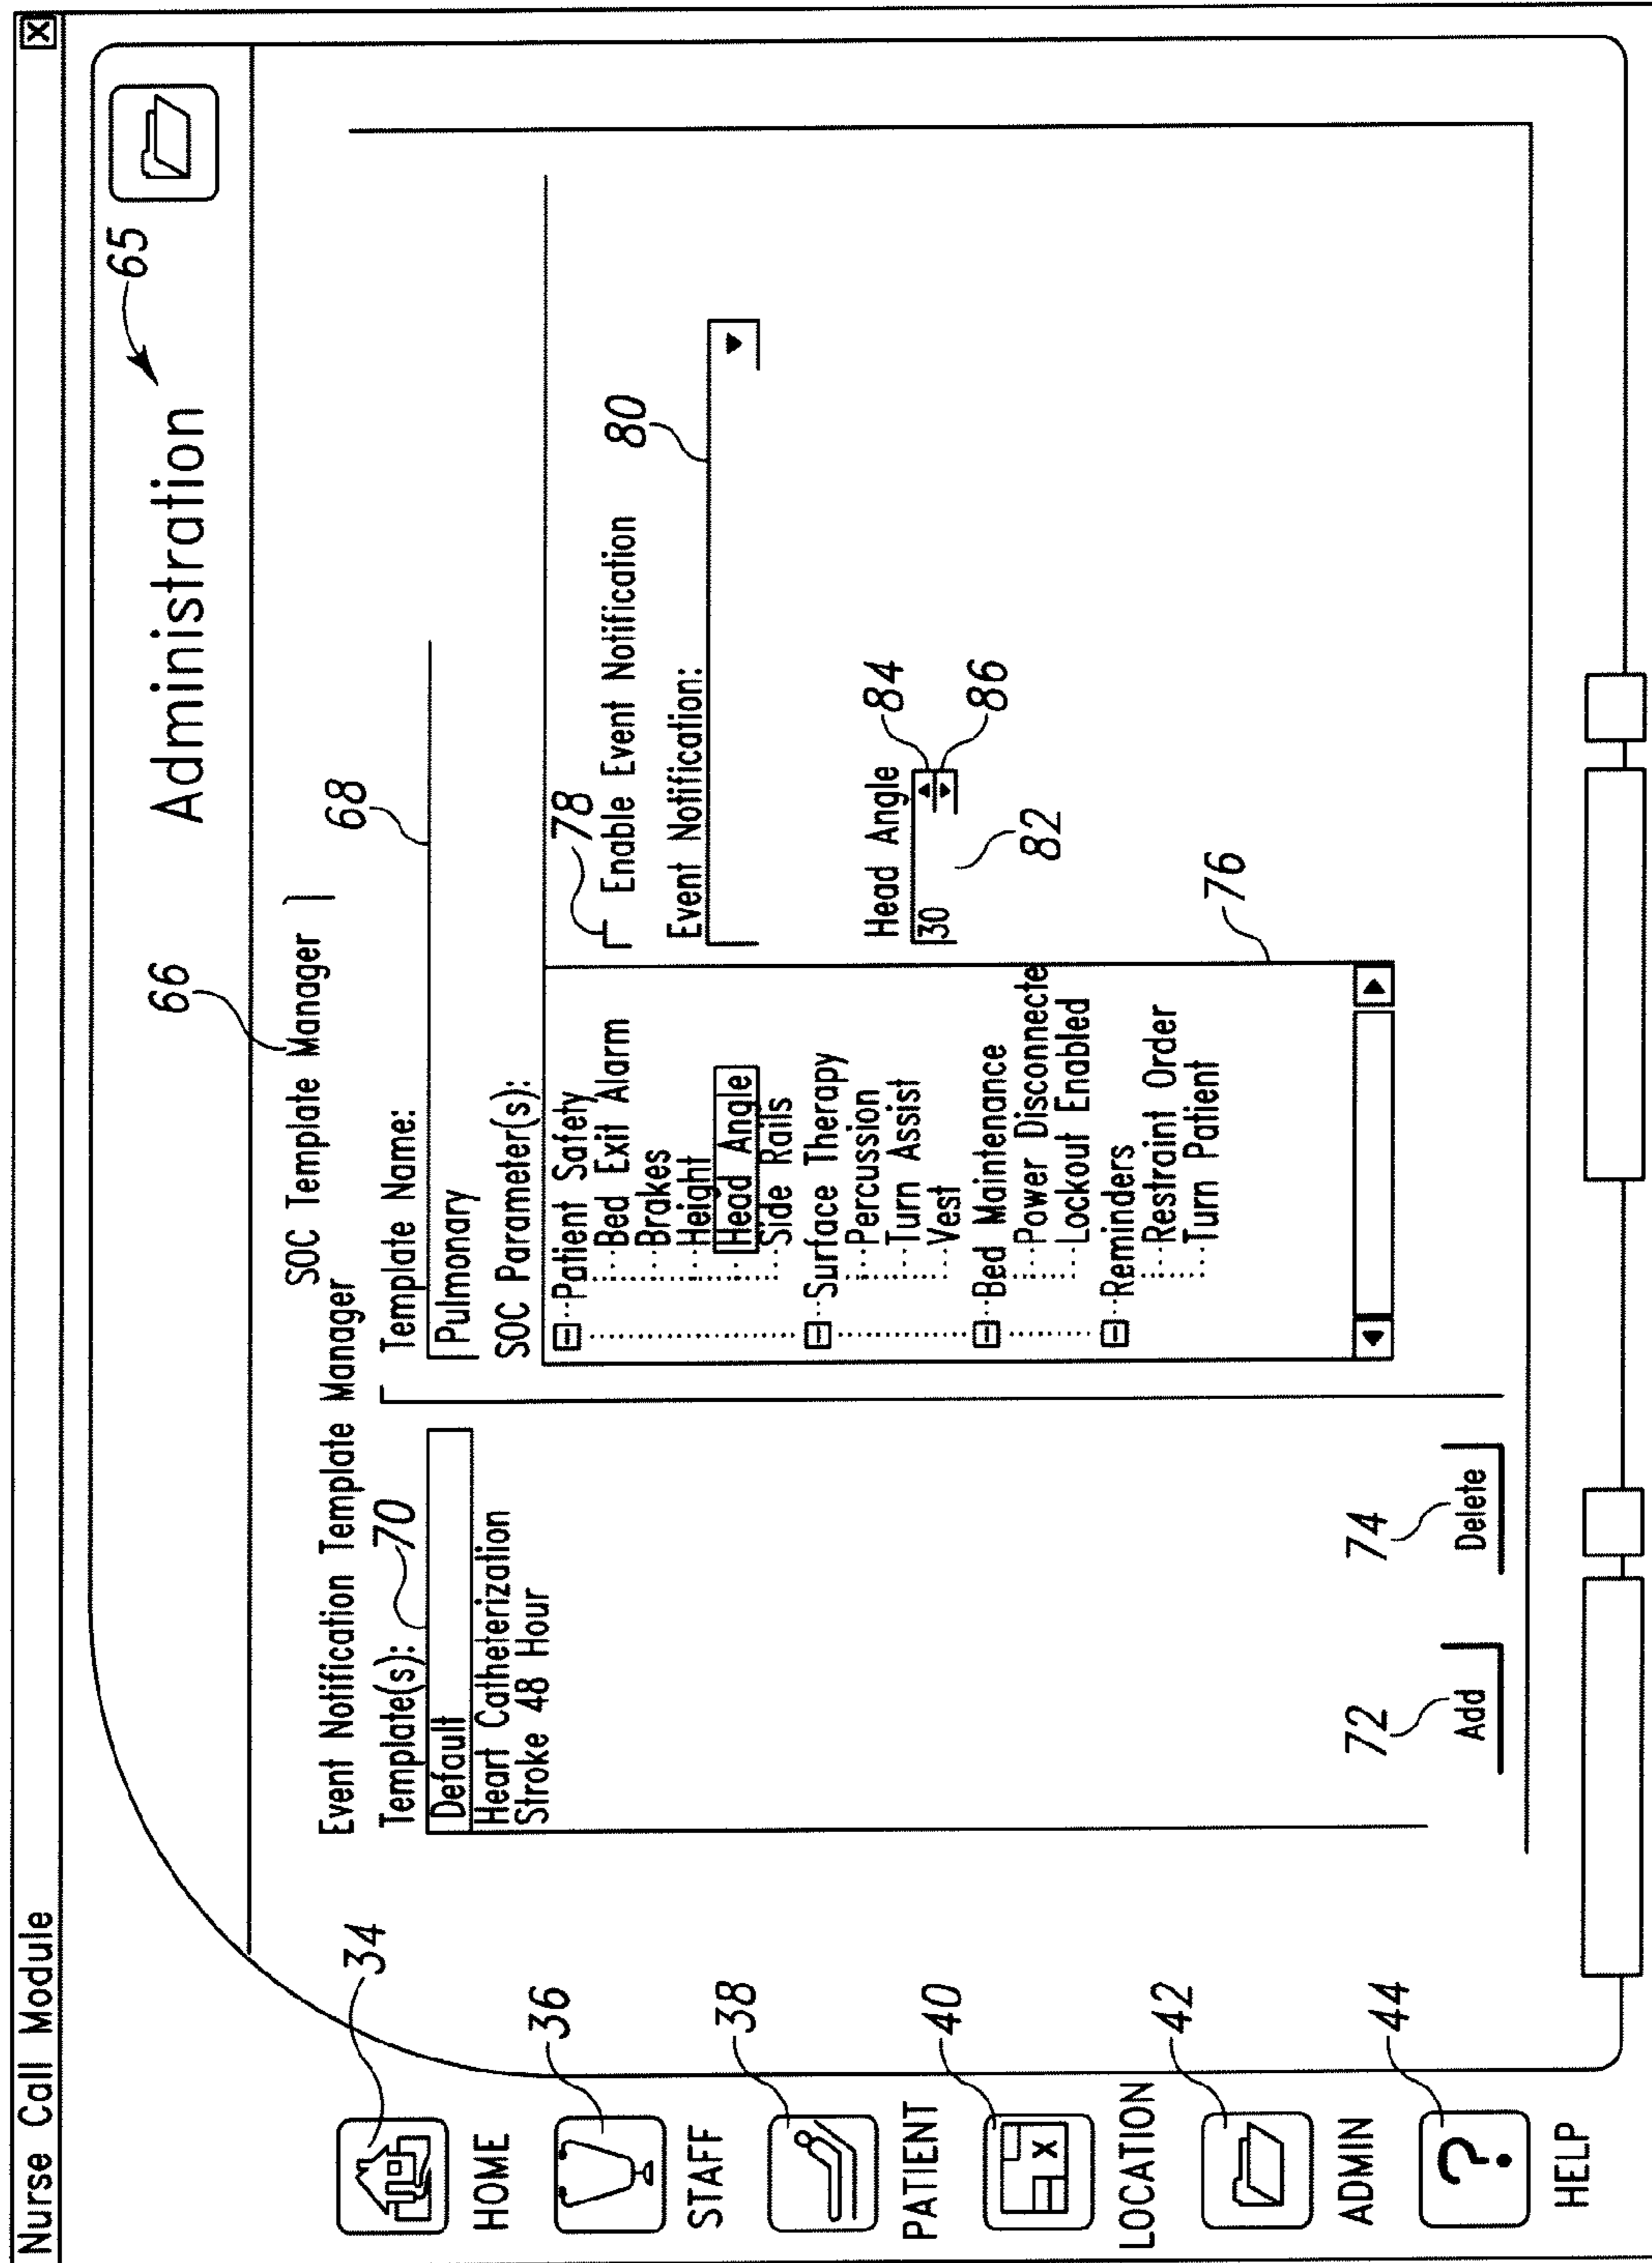 Nurse Call Module
X
Administration
65
66
SOC Template Manager
Event Notification Template Manager
34
HOME
36
STAFF
38
PATIENT
40
X
LOCATION
42
ADMIN
44
?
HELP
Template(s):
70
Default
Heart Catheterization
Stroke 48 Hour
72
Add
74
Delete
Template Name:
68
Pulmonary
SOC Parameter(s):
Patient Safety
Bed Exit Alarm
Brakes
Height
Head Angle
Side Rails
Surface Therapy
Percussion
Turn Assist
Vest
Bed Maintenance
Power Disconnecte
Lockout Enabled
Reminders
Restraint Order
Turn Patient
76
78
Enable Event Notification
Event Notification:
80
Head Angle
30
84
86
82